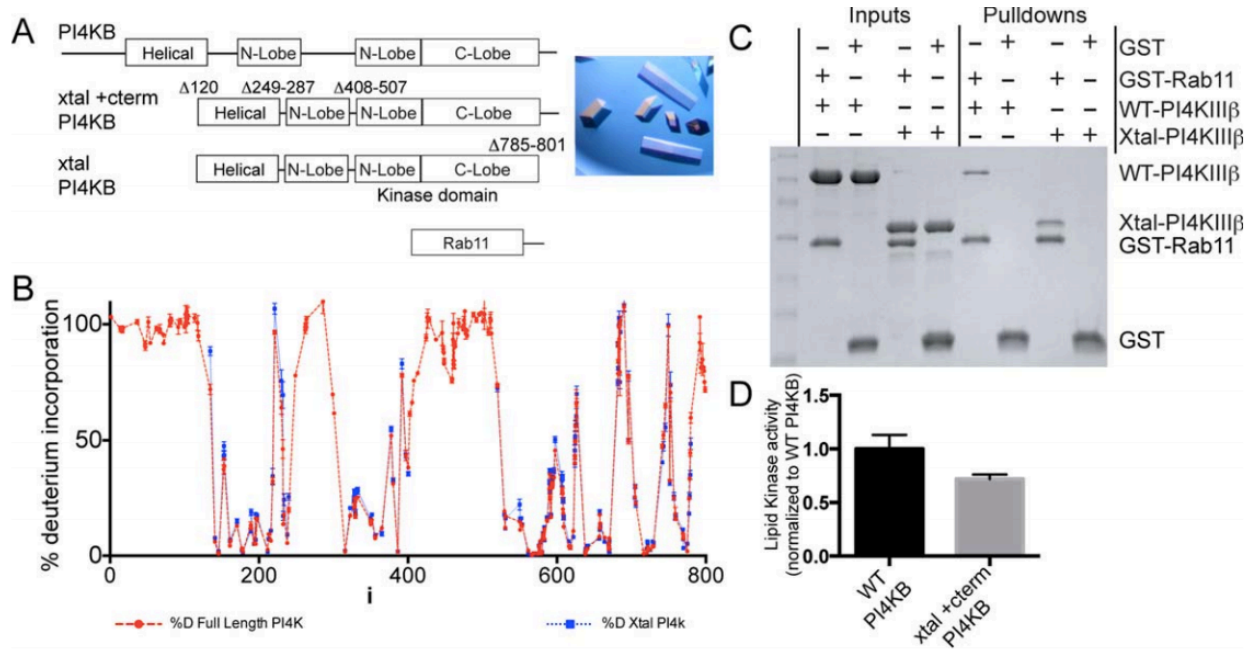 A
PI4KB
Helical
N-Lobe
N-Lobe
C-Lobe
Δ120
Δ249-287
Δ408-507
xtal +cterm
PI4KB
Helical
N-Lobe
N-Lobe
C-Lobe
Δ785-801
xtal
PI4KB
Helical
N-Lobe
N-Lobe
C-Lobe
Kinase domain
Rab11
B
% deuterium incorporation
100
50
0
0
200
400
600
800
i
%D Full Length PI4K
%D Xtal PI4k
C
Inputs
Pulldowns
− + − + − + − + GST
+ − + − + − + − GST-Rab11
+ + − − + + − − WT-PI4KIIIβ
− − + + − − + + Xtal-PI4KIIIβ
WT-PI4KIIIβ
Xtal-PI4KIIIβ
GST-Rab11
GST
D
Lipid Kinase activity
(normalized to WT PI4KB)
1.5
1.0
0.5
0.0
WT
PI4KB
xtal +cterm
PI4KB